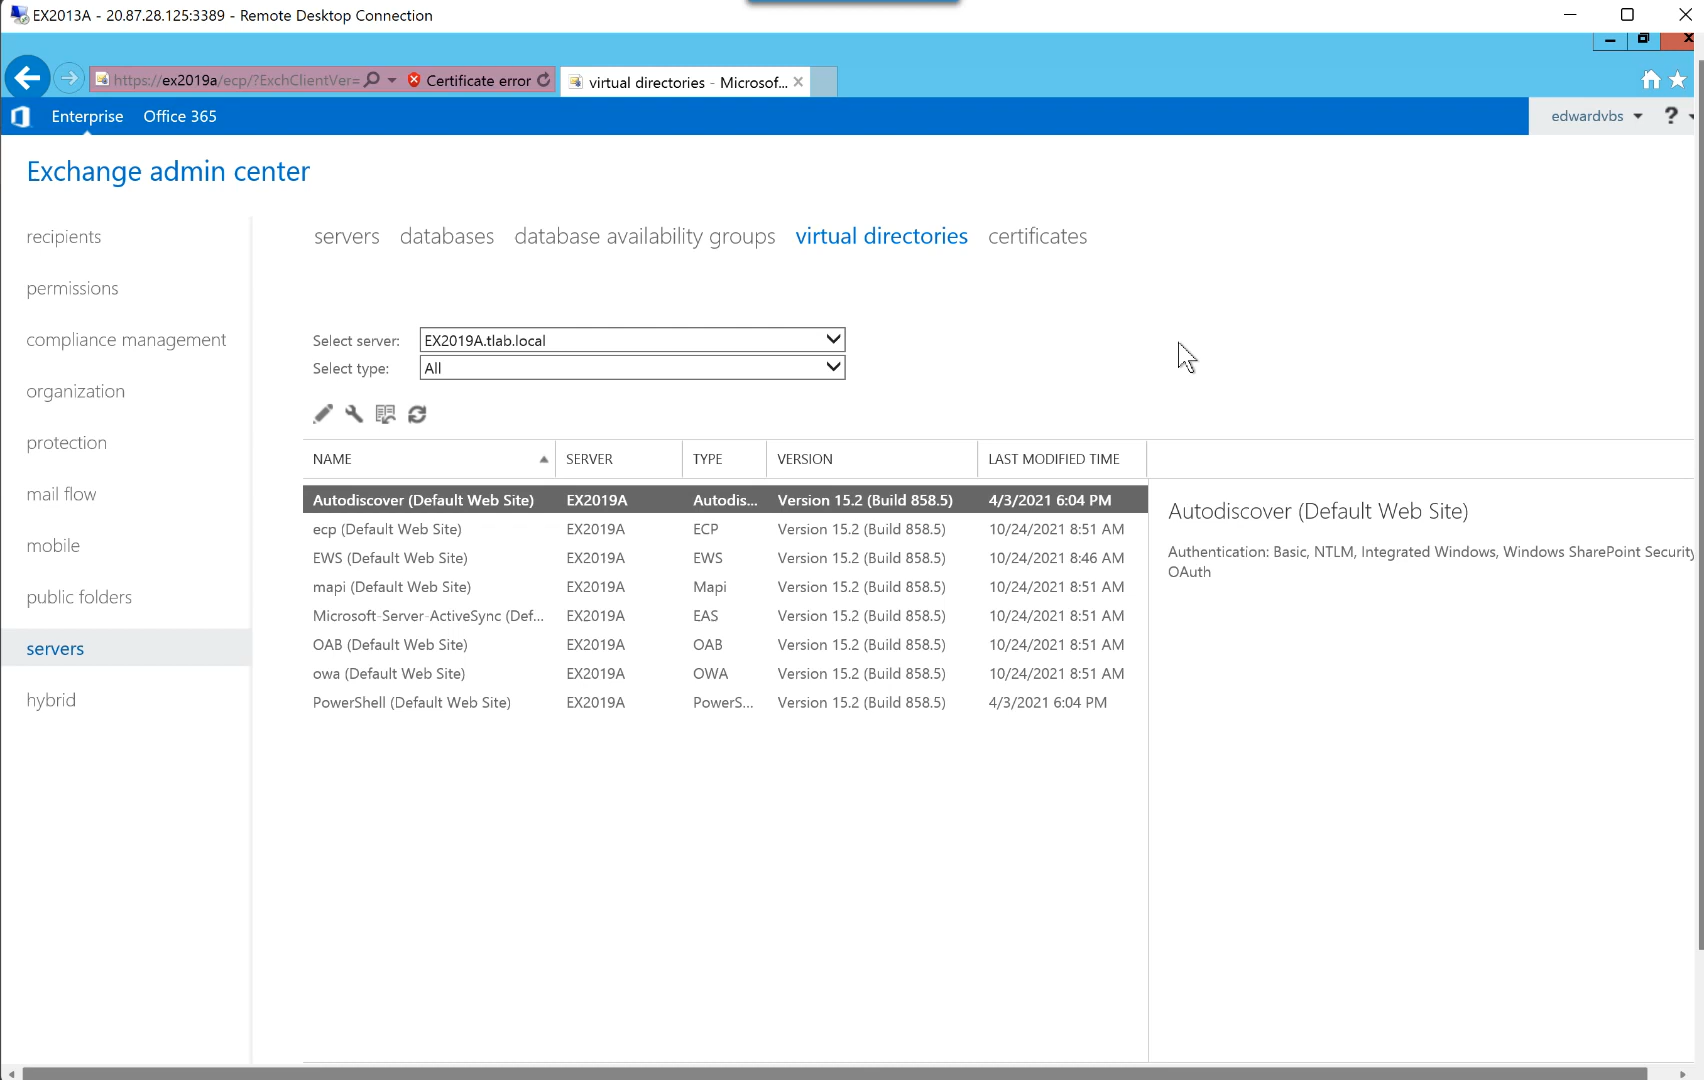 EX2013A - 20.87.28.125:3389 - Remote Desktop Connection
https://ex2019a/ecp/?ExchClientVer= Certificate error virtual directories - Microsof...
Enterprise Office 365 edwardvbs ?
Exchange admin center
recipients
permissions
compliance management
organization
protection
mail flow
mobile
public folders
servers
hybrid
servers databases database availability groups virtual directories certificates
Select server: EX2019A.tlab.local
Select type: All
NAME SERVER TYPE VERSION LAST MODIFIED TIME
Autodiscover (Default Web Site) EX2019A Autodis... Version 15.2 (Build 858.5) 4/3/2021 6:04 PM
ecp (Default Web Site) EX2019A ECP Version 15.2 (Build 858.5) 10/24/2021 8:51 AM
EWS (Default Web Site) EX2019A EWS Version 15.2 (Build 858.5) 10/24/2021 8:46 AM
mapi (Default Web Site) EX2019A Mapi Version 15.2 (Build 858.5) 10/24/2021 8:51 AM
Microsoft-Server-ActiveSync (Def... EX2019A EAS Version 15.2 (Build 858.5) 10/24/2021 8:51 AM
OAB (Default Web Site) EX2019A OAB Version 15.2 (Build 858.5) 10/24/2021 8:51 AM
owa (Default Web Site) EX2019A OWA Version 15.2 (Build 858.5) 10/24/2021 8:51 AM
PowerShell (Default Web Site) EX2019A PowerS... Version 15.2 (Build 858.5) 4/3/2021 6:04 PM
Autodiscover (Default Web Site)
Authentication: Basic, NTLM, Integrated Windows, Windows SharePoint Security
OAuth